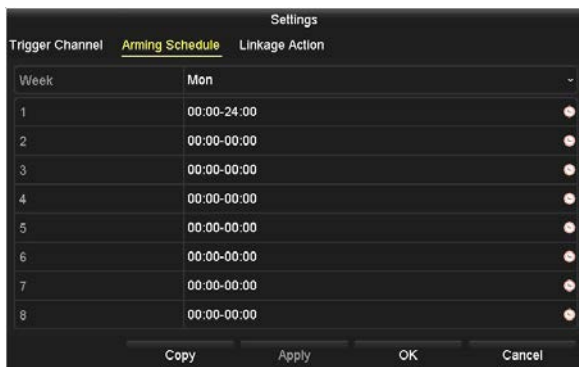 Settings
Trigger Channel Arming Schedule Linkage Action
Week Mon
1 00:00-24:00
2 00:00-00:00
3 00:00-00:00
4 00:00-00:00
5 00:00-00:00
6 00:00-00:00
7 00:00-00:00
8 00:00-00:00
Copy Apply OK Cancel